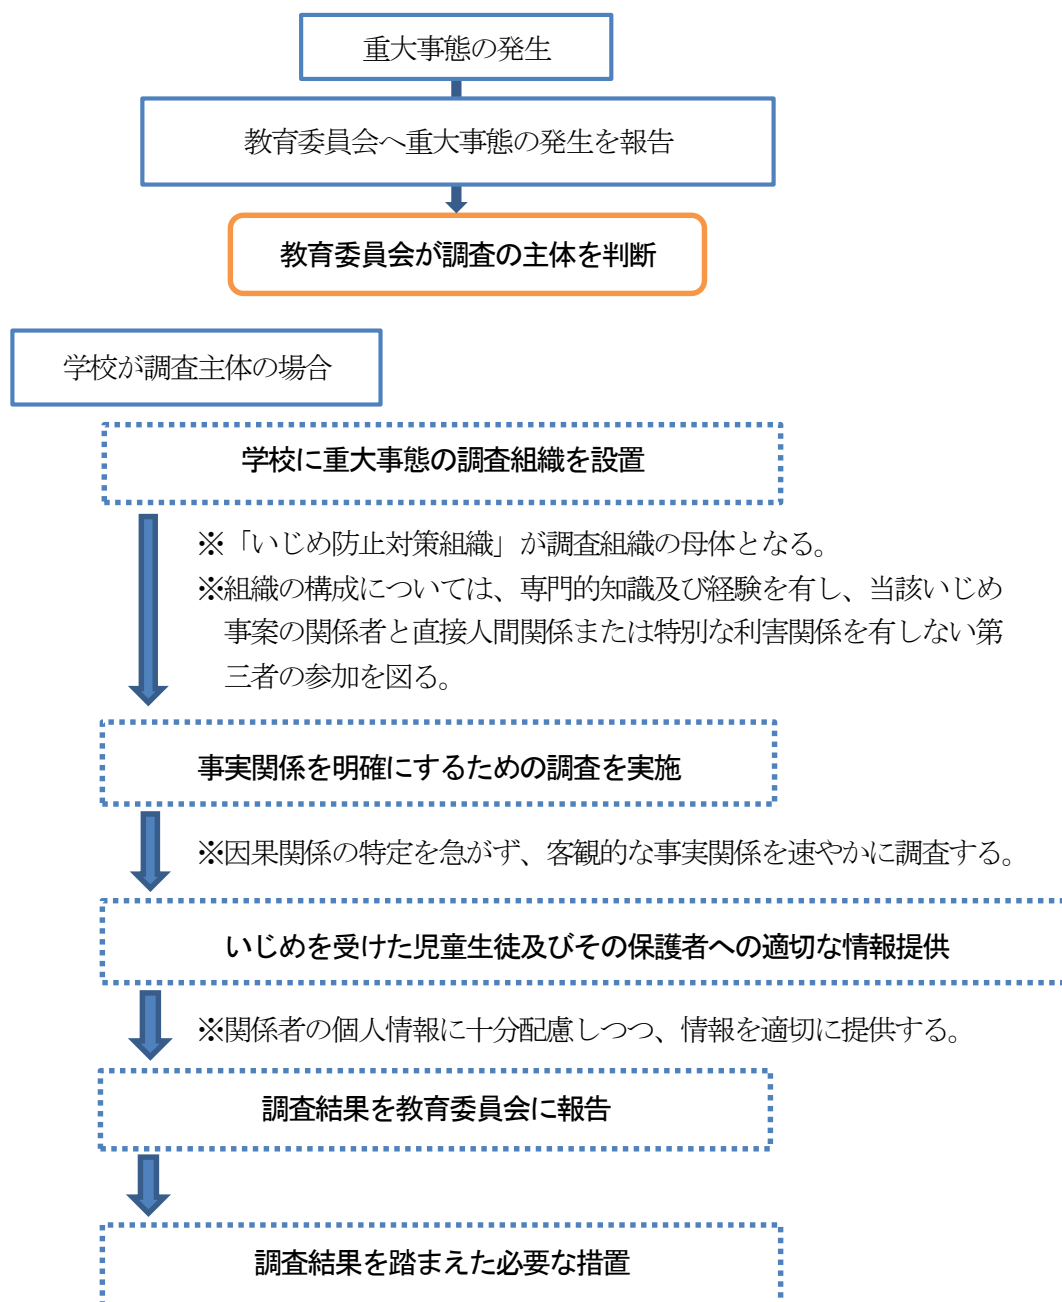 重大事態の発生
教育委員会へ重大事態の発生を報告
教育委員会が調査の主体を判断
学校が調査主体の場合
学校に重大事態の調査組織を設置
※「いじめ防止対策組織」が調査組織の母体となる。
※組織の構成については、専門的知識及び経験を有し、当該いじめ
事案の関係者と直接人間関係または特別な利害関係を有しない第
三者の参加を図る。
事実関係を明確にするための調査を実施
※因果関係の特定を急がず、客観的な事実関係を速やかに調査する。
いじめを受けた児童生徒及びその保護者への適切な情報提供
※関係者の個人情報に十分配慮しつつ、情報を適切に提供する。
調査結果を教育委員会に報告
調査結果を踏まえた必要な措置